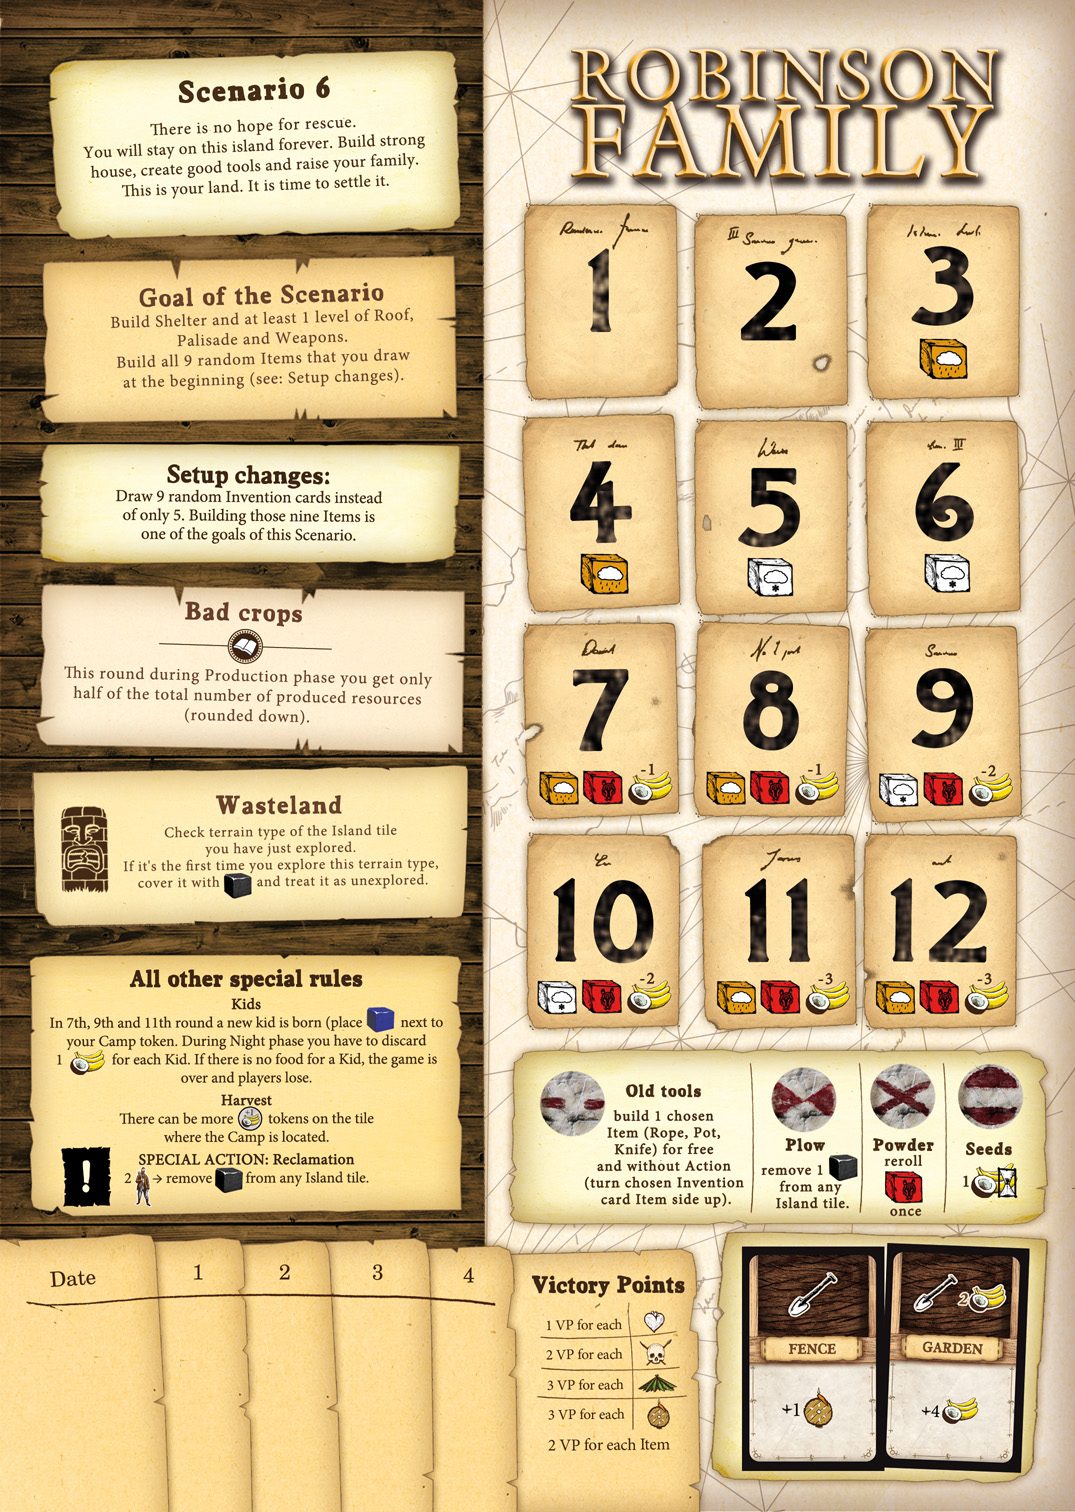 Scenario 6
There is no hope for rescue.
You will stay on this island forever. Build strong
house, create good tools and raise your family.
This is your land. It is time to settle it.
Goal of the Scenario
Build Shelter and at least 1 level of Roof,
Palisade and Weapons.
Build all 9 random Items that you draw
at the beginning (see: Setup changes).
Setup changes:
Draw 9 random Invention cards instead
of only 5. Building those nine Items is
one of the goals of this Scenario.
Bad crops
This round during Production phase you get only
half of the total number of produced resources
(rounded down).
Wasteland
Check terrain type of the Island tile
you have just explored.
If it's the first time you explore this terrain type,
cover it with and treat it as unexplored.
All other special rules
Kids
In 7th, 9th and 11th round a new kid is born (place next to
your Camp token. During Night phase you have to discard
1 for each Kid. If there is no food for a Kid, the game is
over and players lose.
Harvest
There can be more +1 tokens on the tile
where the Camp is located.
!
SPECIAL ACTION: Reclamation
2 → remove from any Island tile.
Date 1 2 3 4
ROBINSON
FAMILY
1
2
3
4
5
6
7
-1
8
-1
9
-2
10
-2
11
-3
12
-3
Old tools
build 1 chosen
Item (Rope, Pot,
Knife) for free
and without Action
(turn chosen Invention
card Item side up).
Plow
remove 1
from any
Island tile.
Powder
reroll
once
Seeds
1
Victory Points
1 VP for each
2 VP for each
3 VP for each
3 VP for each
2 VP for each Item
FENCE
+1
2
GARDEN
+4